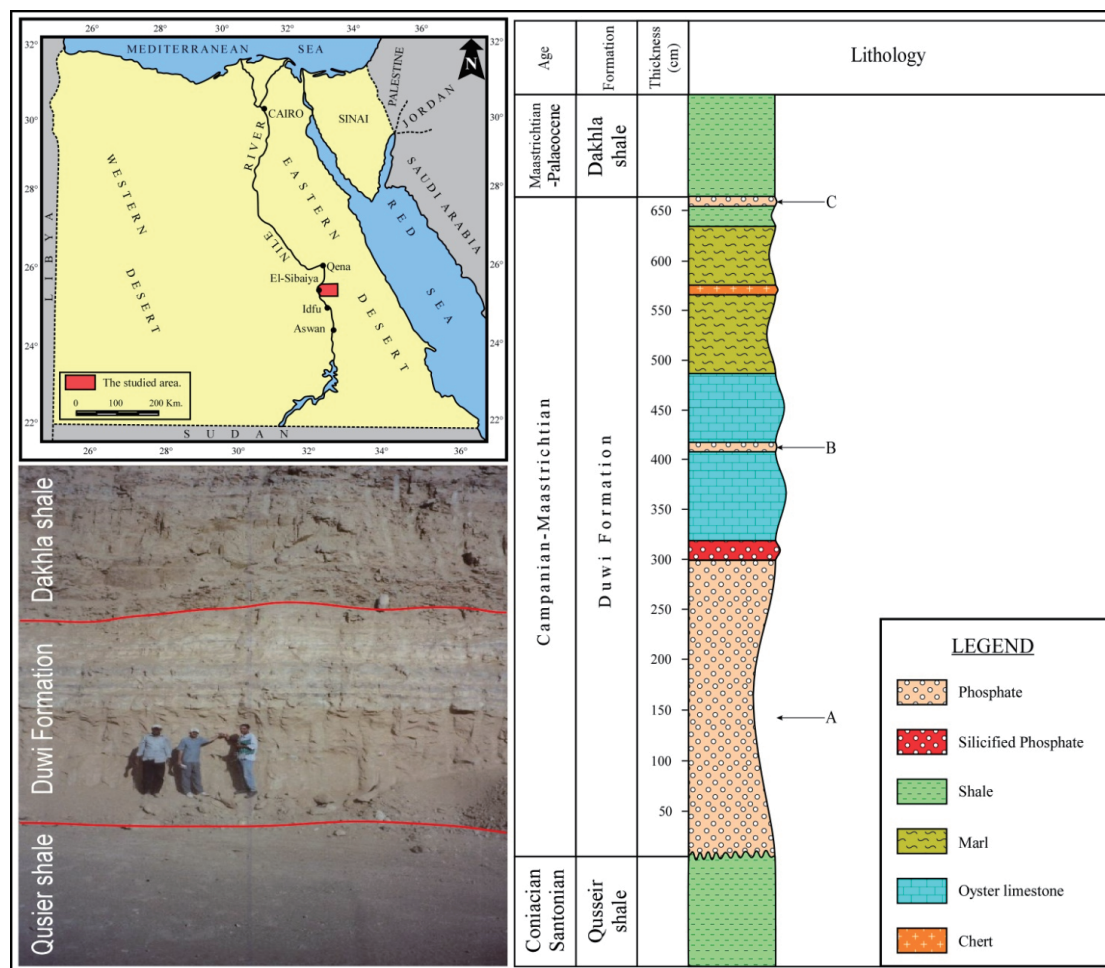 26° 28° 30° 32° 34° 36°
32°
MEDITERRANEAN SEA
N
32°
PALESTINE
JORDAN
CAIRO
SINAI
30°
30°
RIVER
NILE
WESTERN DESERT
EASTERN DESERT
SAUDI ARABIA
RED SEA
28°
28°
LIBYA
26°
26°
Qena
El-Sibaiya
Idfu
Aswan
24°
24°
The studied area.
0 100 200 Km.
22°
22°
SUDAN
26° 28° 30° 32° 34° 36°
Dakhla shale
Duwi Formation
Qusier shale
Age
Formation
Thickness
(cm)
Lithology
Maastrichtian
-Palaeocene
Dakhla
shale
Campanian-Maastrichtian
Duwi Formation
Coniacian
Santonian
Qusseir
shale
650
600
550
500
450
400
350
300
250
200
150
100
50
C
B
A
LEGEND
Phosphate
Silicified Phosphate
Shale
Marl
Oyster limestone
Chert